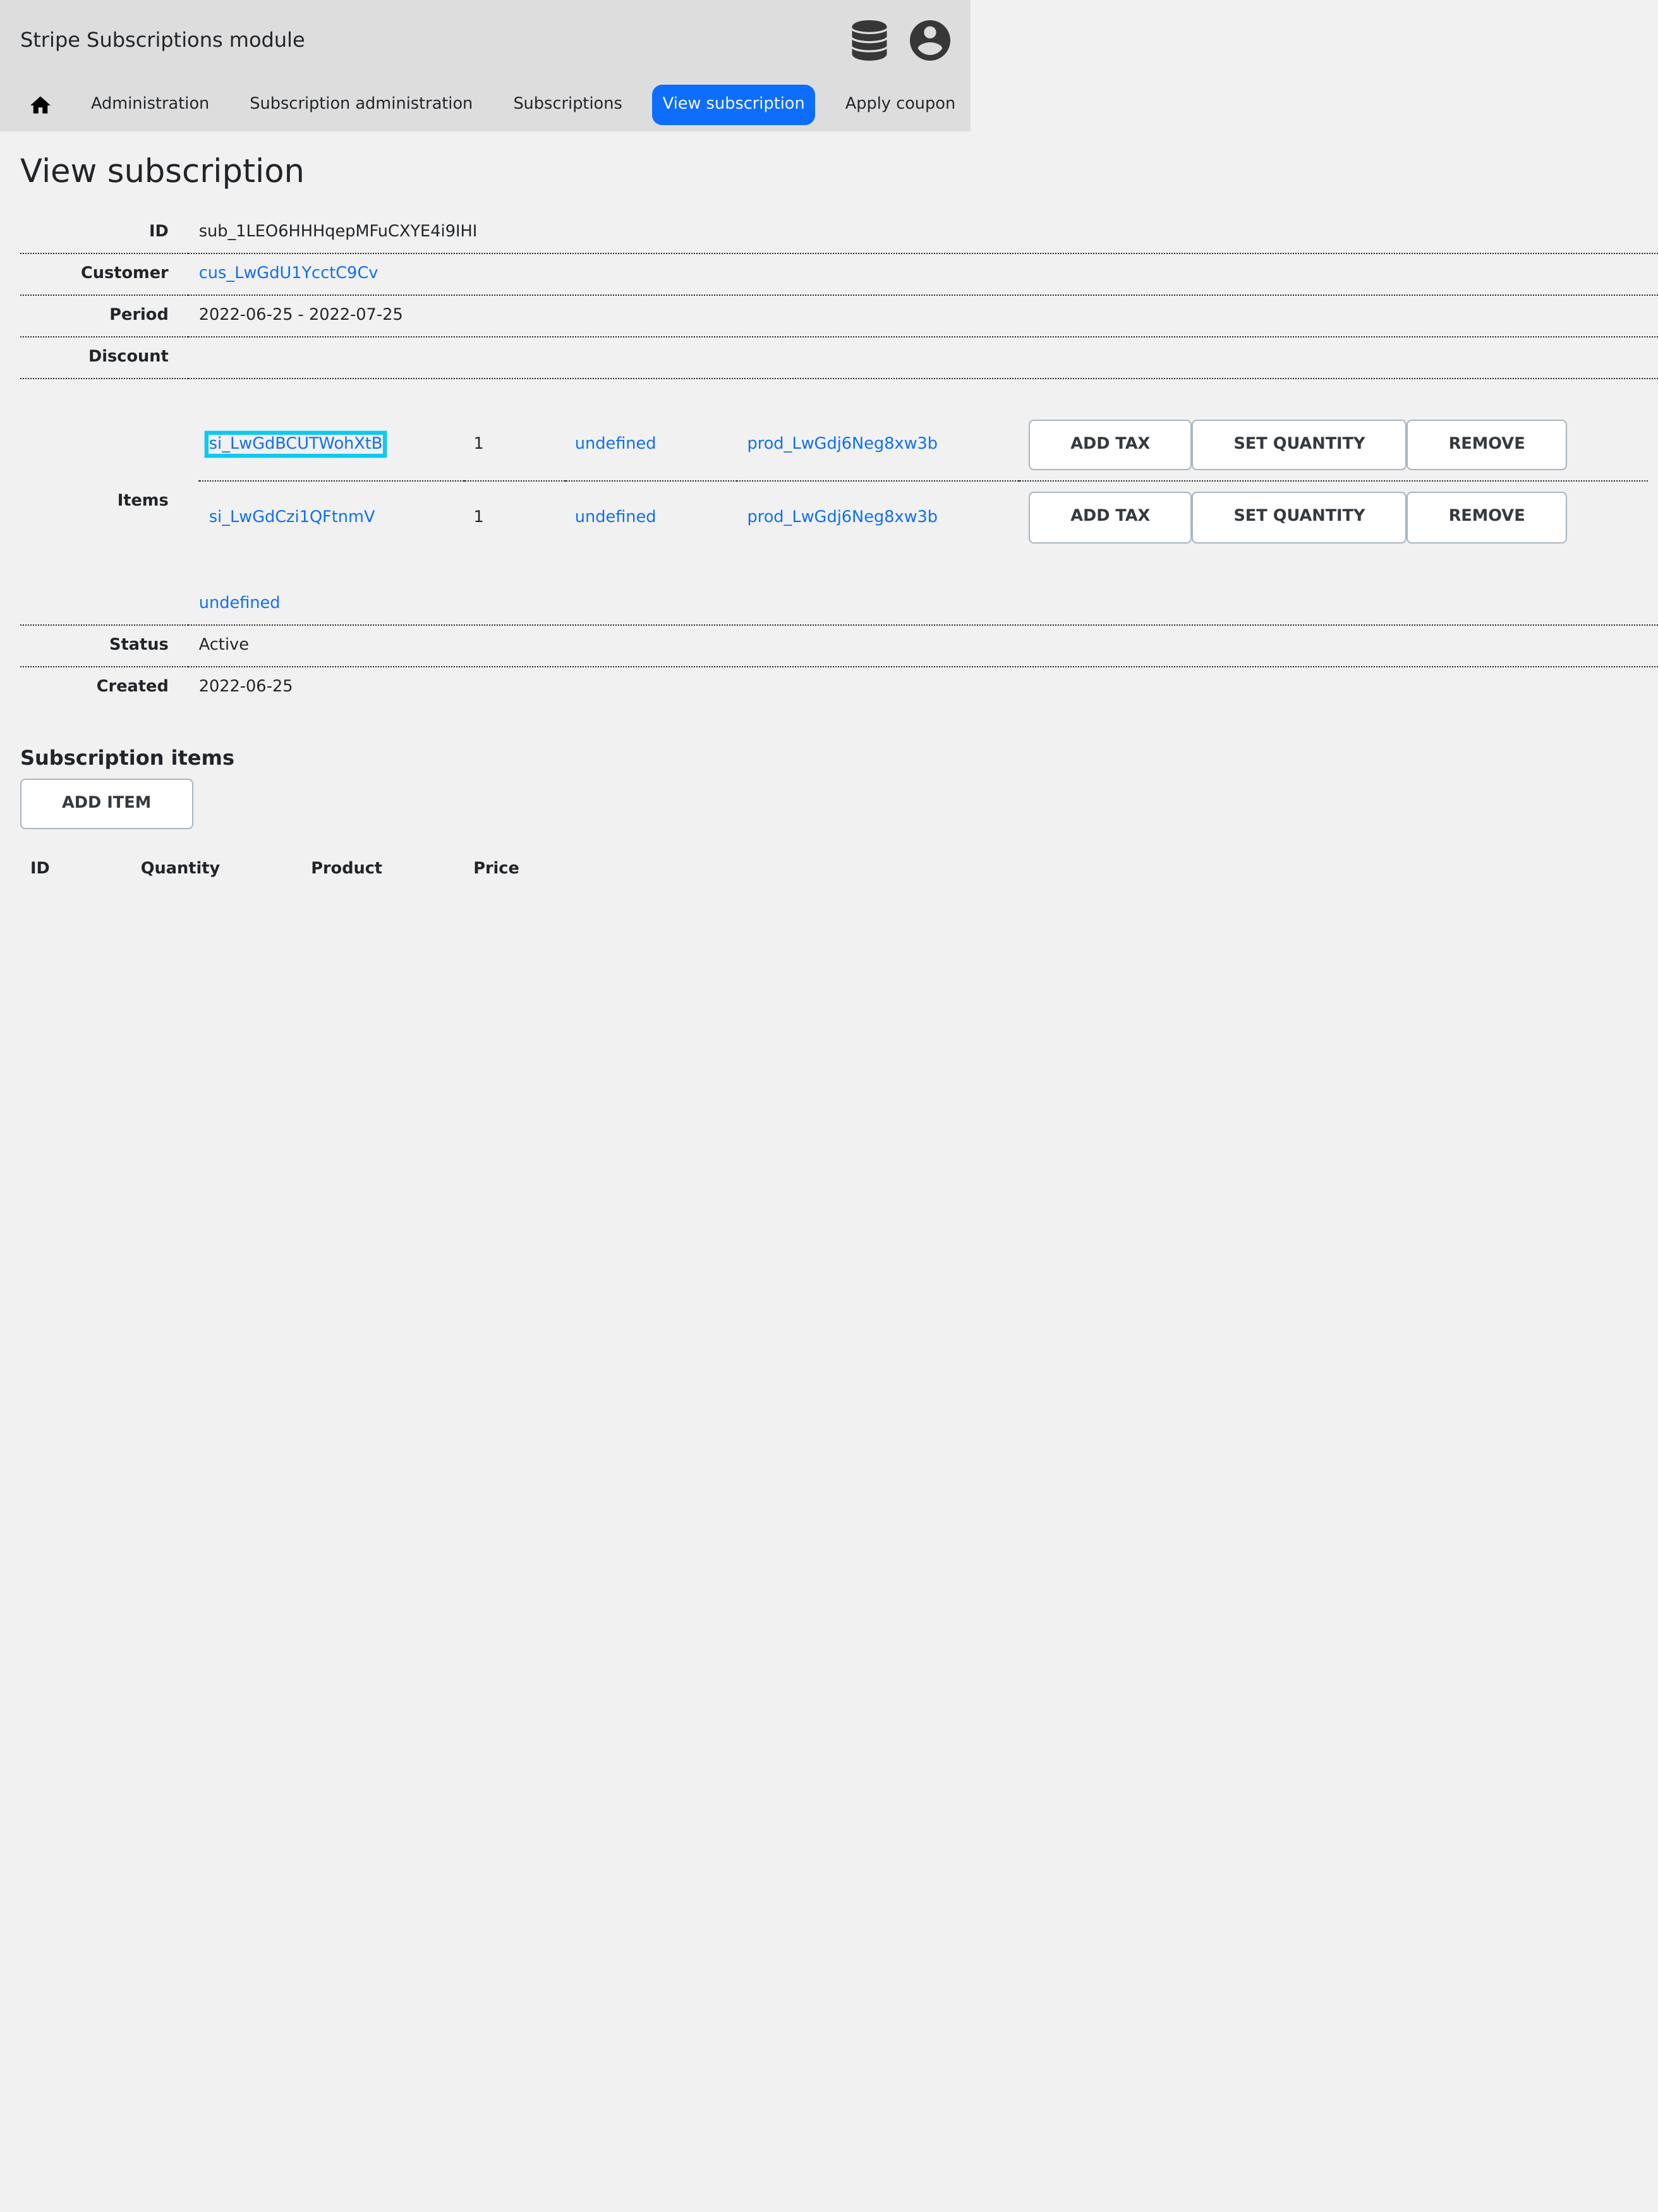 Stripe Subscriptions module
Administration Subscription administration Subscriptions View subscription Apply coupon
View subscription
ID sub_1LEO6HHHqepMFuCXYE4i9IHI
Customer cus_LwGdU1YcctC9Cv
Period 2022-06-25 - 2022-07-25
Discount
si_LwGdBCUTWohXtB 1 undefined prod_LwGdj6Neg8xw3b ADD TAX SET QUANTITY REMOVE
Items
si_LwGdCzi1QFtnmV 1 undefined prod_LwGdj6Neg8xw3b ADD TAX SET QUANTITY REMOVE
undefined
Status Active
Created 2022-06-25
Subscription items
ADD ITEM
ID Quantity Product Price